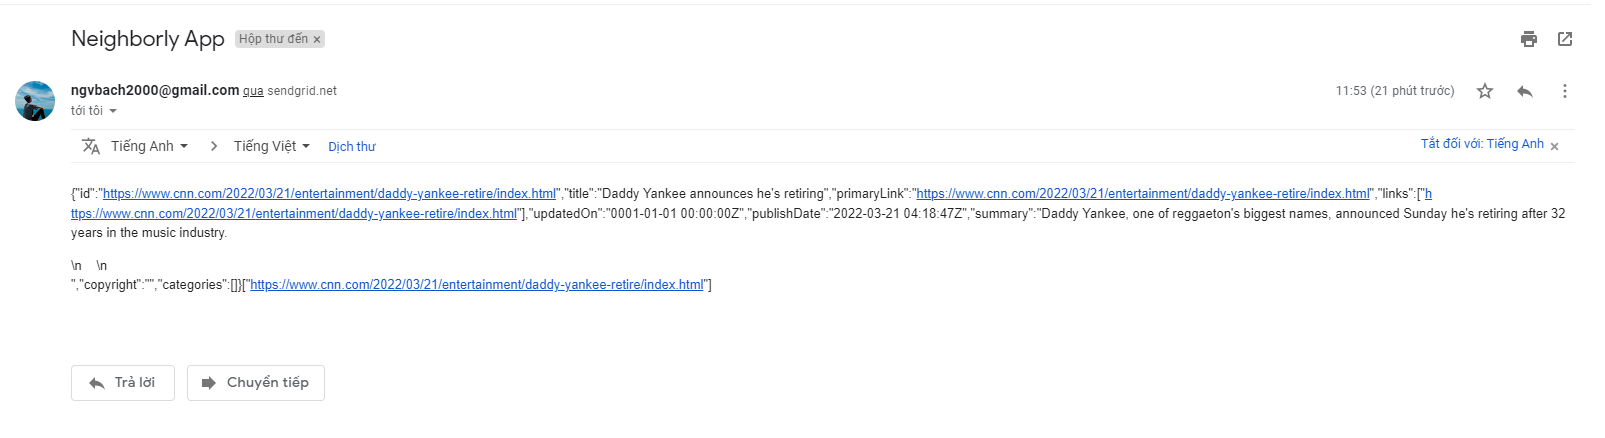 Neighborly App Hộp thư đến ×
ngvbach2000@gmail.com qua sendgrid.net 11:53 (21 phút trước)
tới tôi
Tiếng Anh > Tiếng Việt Dịch thư Tắt đối với: Tiếng Anh ×
{"id":"https://www.cnn.com/2022/03/21/entertainment/daddy-yankee-retire/index.html","title":"Daddy Yankee announces he's retiring","primaryLink":"https://www.cnn.com/2022/03/21/entertainment/daddy-yankee-retire/index.html","links":["h
ttps://www.cnn.com/2022/03/21/entertainment/daddy-yankee-retire/index.html"],"updatedOn":"0001-01-01 00:00:00Z","publishDate":"2022-03-21 04:18:47Z","summary":"Daddy Yankee, one of reggaeton's biggest names, announced Sunday he's retiring after 32
years in the music industry.
\n \n
","copyright":"","categories":[]}["https://www.cnn.com/2022/03/21/entertainment/daddy-yankee-retire/index.html"]
Trả lời Chuyển tiếp